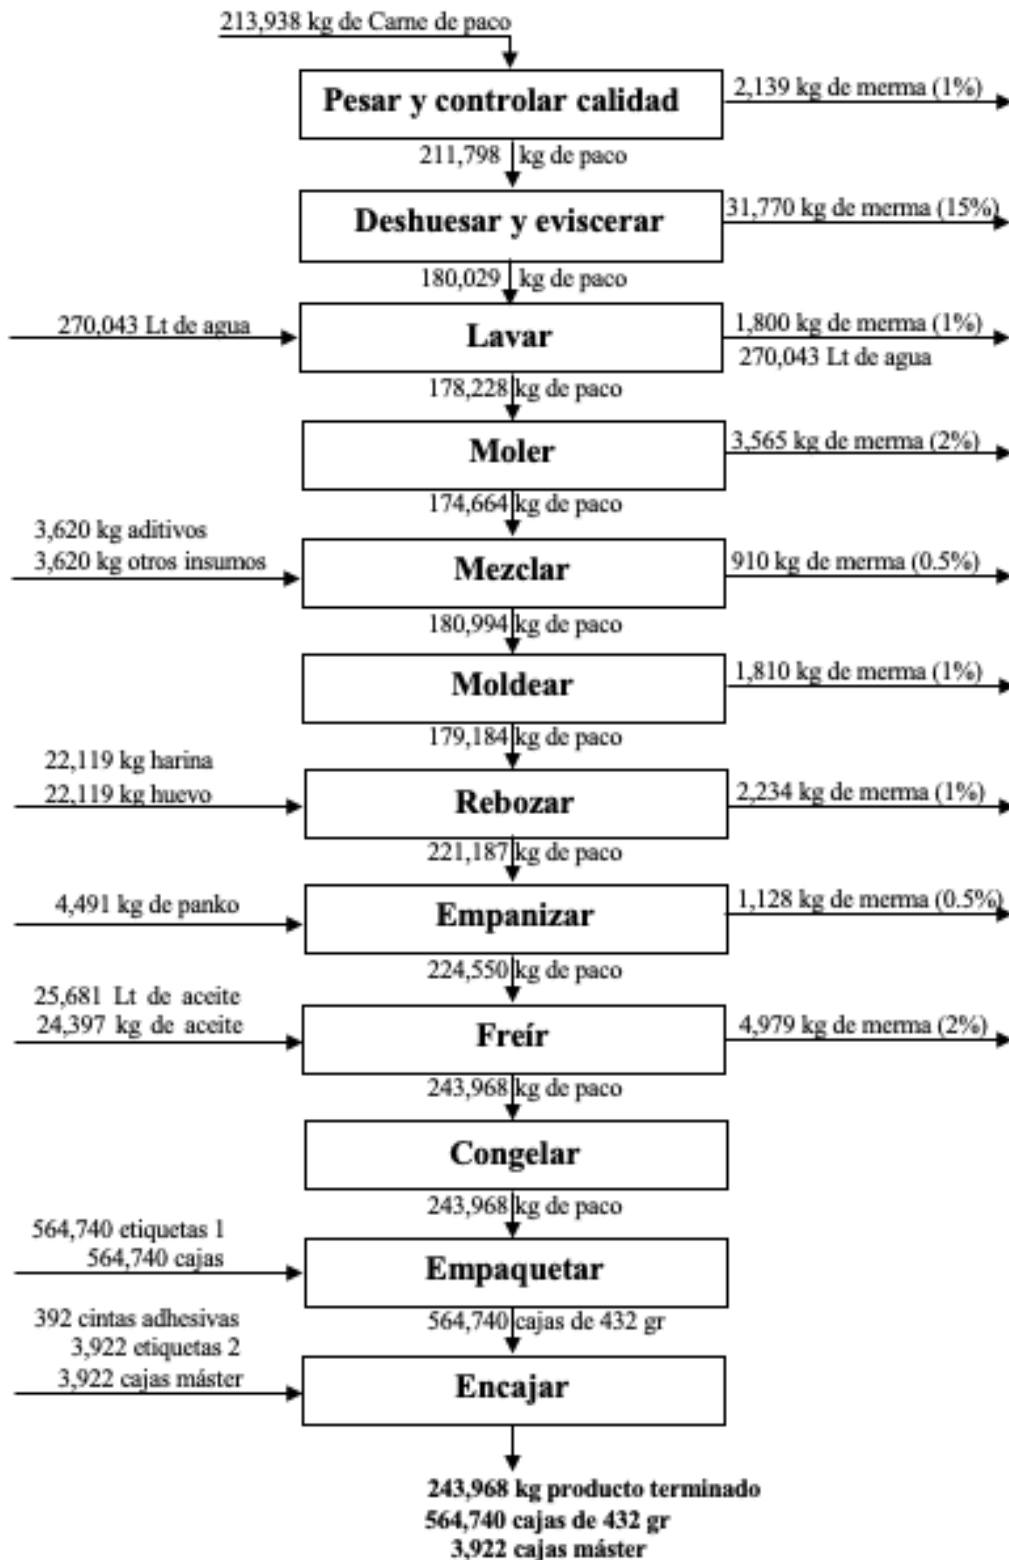 213,938 kg de Carne de paco
Pesar y controlar calidad
2,139 kg de merma (1%)
211,798 kg de paco
Deshuesar y eviscerar
31,770 kg de merma (15%)
180,029 kg de paco
270,043 Lt de agua
Lavar
1,800 kg de merma (1%)
270,043 Lt de agua
178,228 kg de paco
Moler
3,565 kg de merma (2%)
174,664 kg de paco
3,620 kg aditivos
3,620 kg otros insumos
Mezclar
910 kg de merma (0.5%)
180,994 kg de paco
Moldear
1,810 kg de merma (1%)
179,184 kg de paco
22,119 kg harina
22,119 kg huevo
Rebozar
2,234 kg de merma (1%)
221,187 kg de paco
4,491 kg de panko
Empanizar
1,128 kg de merma (0.5%)
224,550 kg de paco
25,681 Lt de aceite
24,397 kg de aceite
Freír
4,979 kg de merma (2%)
243,968 kg de paco
Congelar
243,968 kg de paco
564,740 etiquetas 1
564,740 cajas
Empaquetar
564,740 cajas de 432 gr
392 cintas adhesivas
3,922 etiquetas 2
3,922 cajas máster
Encajar
243,968 kg producto terminado
564,740 cajas de 432 gr
3,922 cajas máster